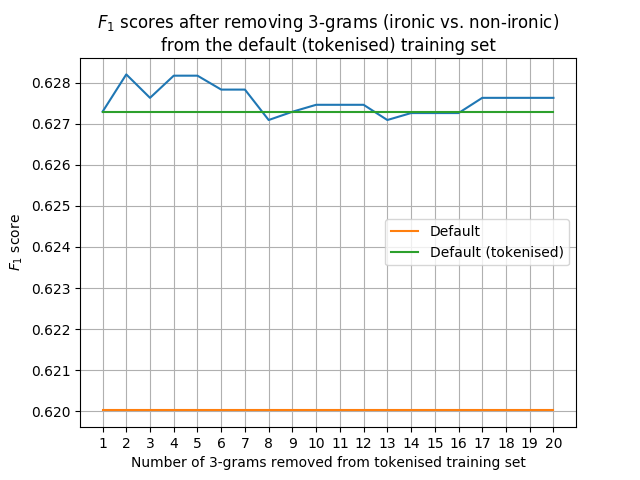 F₁ scores after removing 3-grams (ironic vs. non-ironic)
from the default (tokenised) training set
0.628
0.627
0.626
0.625
0.624
0.623
0.622
0.621
0.620
F₁ score
Default
Default (tokenised)
1 2 3 4 5 6 7 8 9 10 11 12 13 14 15 16 17 18 19 20
Number of 3-grams removed from tokenised training set